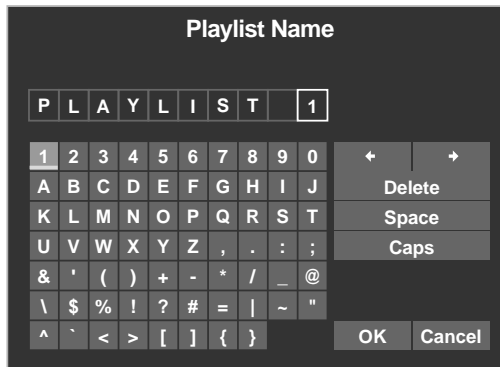 Playlist Name
P L A Y L I S T 1
1 2 3 4 5 6 7 8 9 0
A B C D E F G H I J Delete
K L M N O P Q R S T Space
U V W X Y Z , . : ; Caps
& ' ( ) + - * / _ @
\ $ % ! ? # = | ~ "
^ ` < > [ ] { } OK Cancel